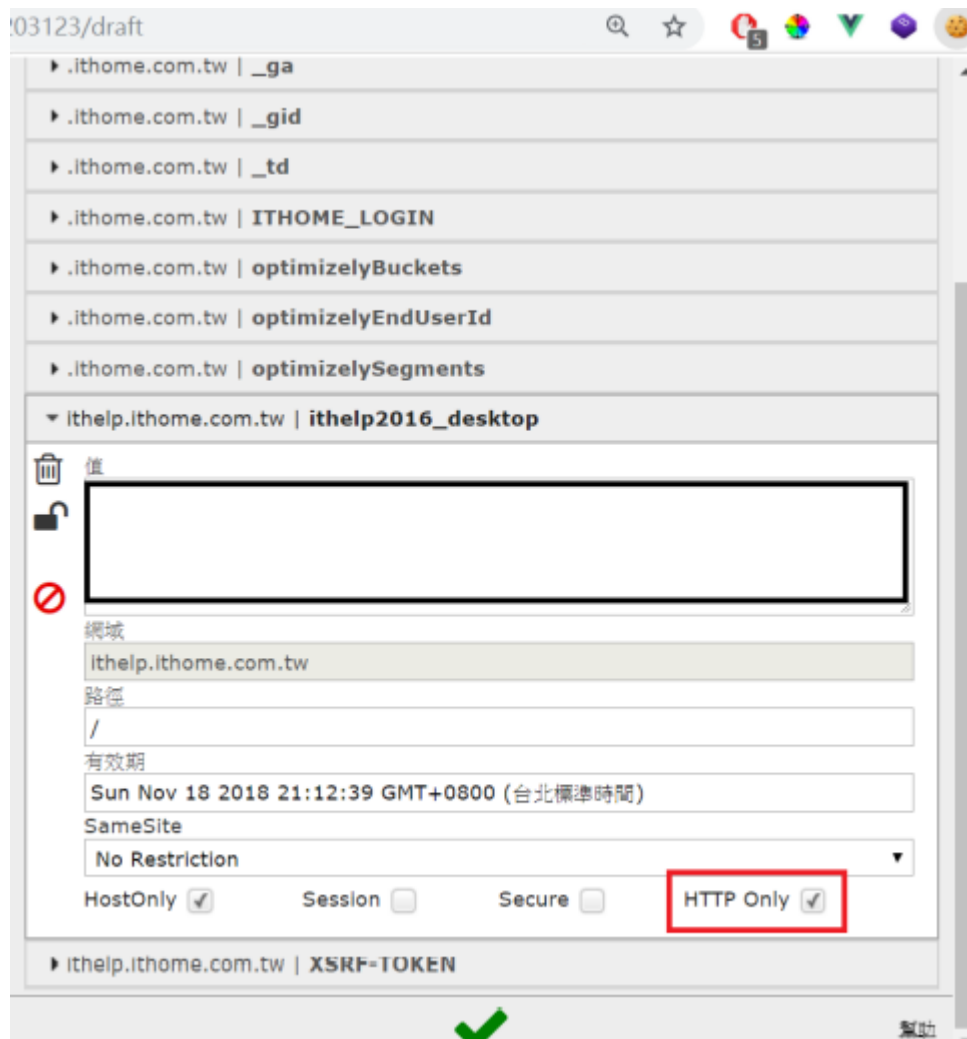 203123/draft
5
.ithome.com.tw | _ga
.ithome.com.tw | _gid
.ithome.com.tw | _td
.ithome.com.tw | ITHOME_LOGIN
.ithome.com.tw | optimizelyBuckets
.ithome.com.tw | optimizelyEndUserId
.ithome.com.tw | optimizelySegments
ithelp.ithome.com.tw | ithelp2016_desktop
值
網域
ithelp.ithome.com.tw
路徑
/
有效期
Sun Nov 18 2018 21:12:39 GMT+0800 (台北標準時間)
SameSite
No Restriction
HostOnly Session Secure HTTP Only
ithelp.ithome.com.tw | XSRF-TOKEN
幫助